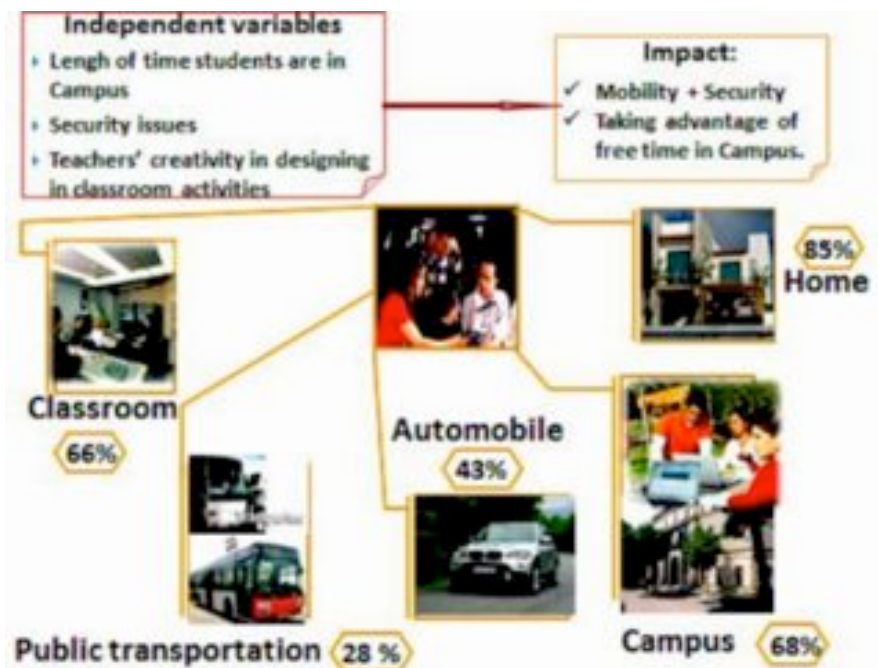 Independent variables
Lengh of time students are in
Campus
Security issues
Teachers' creativity in designing
in classroom activities
Impact:
✓ Mobility + Security
✓ Taking advantage of
free time in Campus.
85%
Home
Classroom
66%
Automobile
43%
Public transportation 28 %
Campus 68%